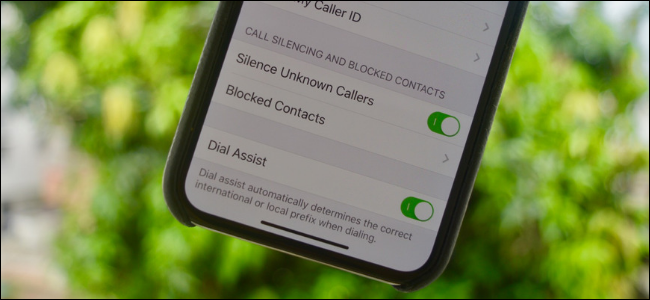 y Caller ID
CALL SILENCING AND BLOCKED CONTACTS
Silence Unknown Callers
Blocked Contacts
Dial Assist
Dial assist automatically determines the correct
international or local prefix when dialing.